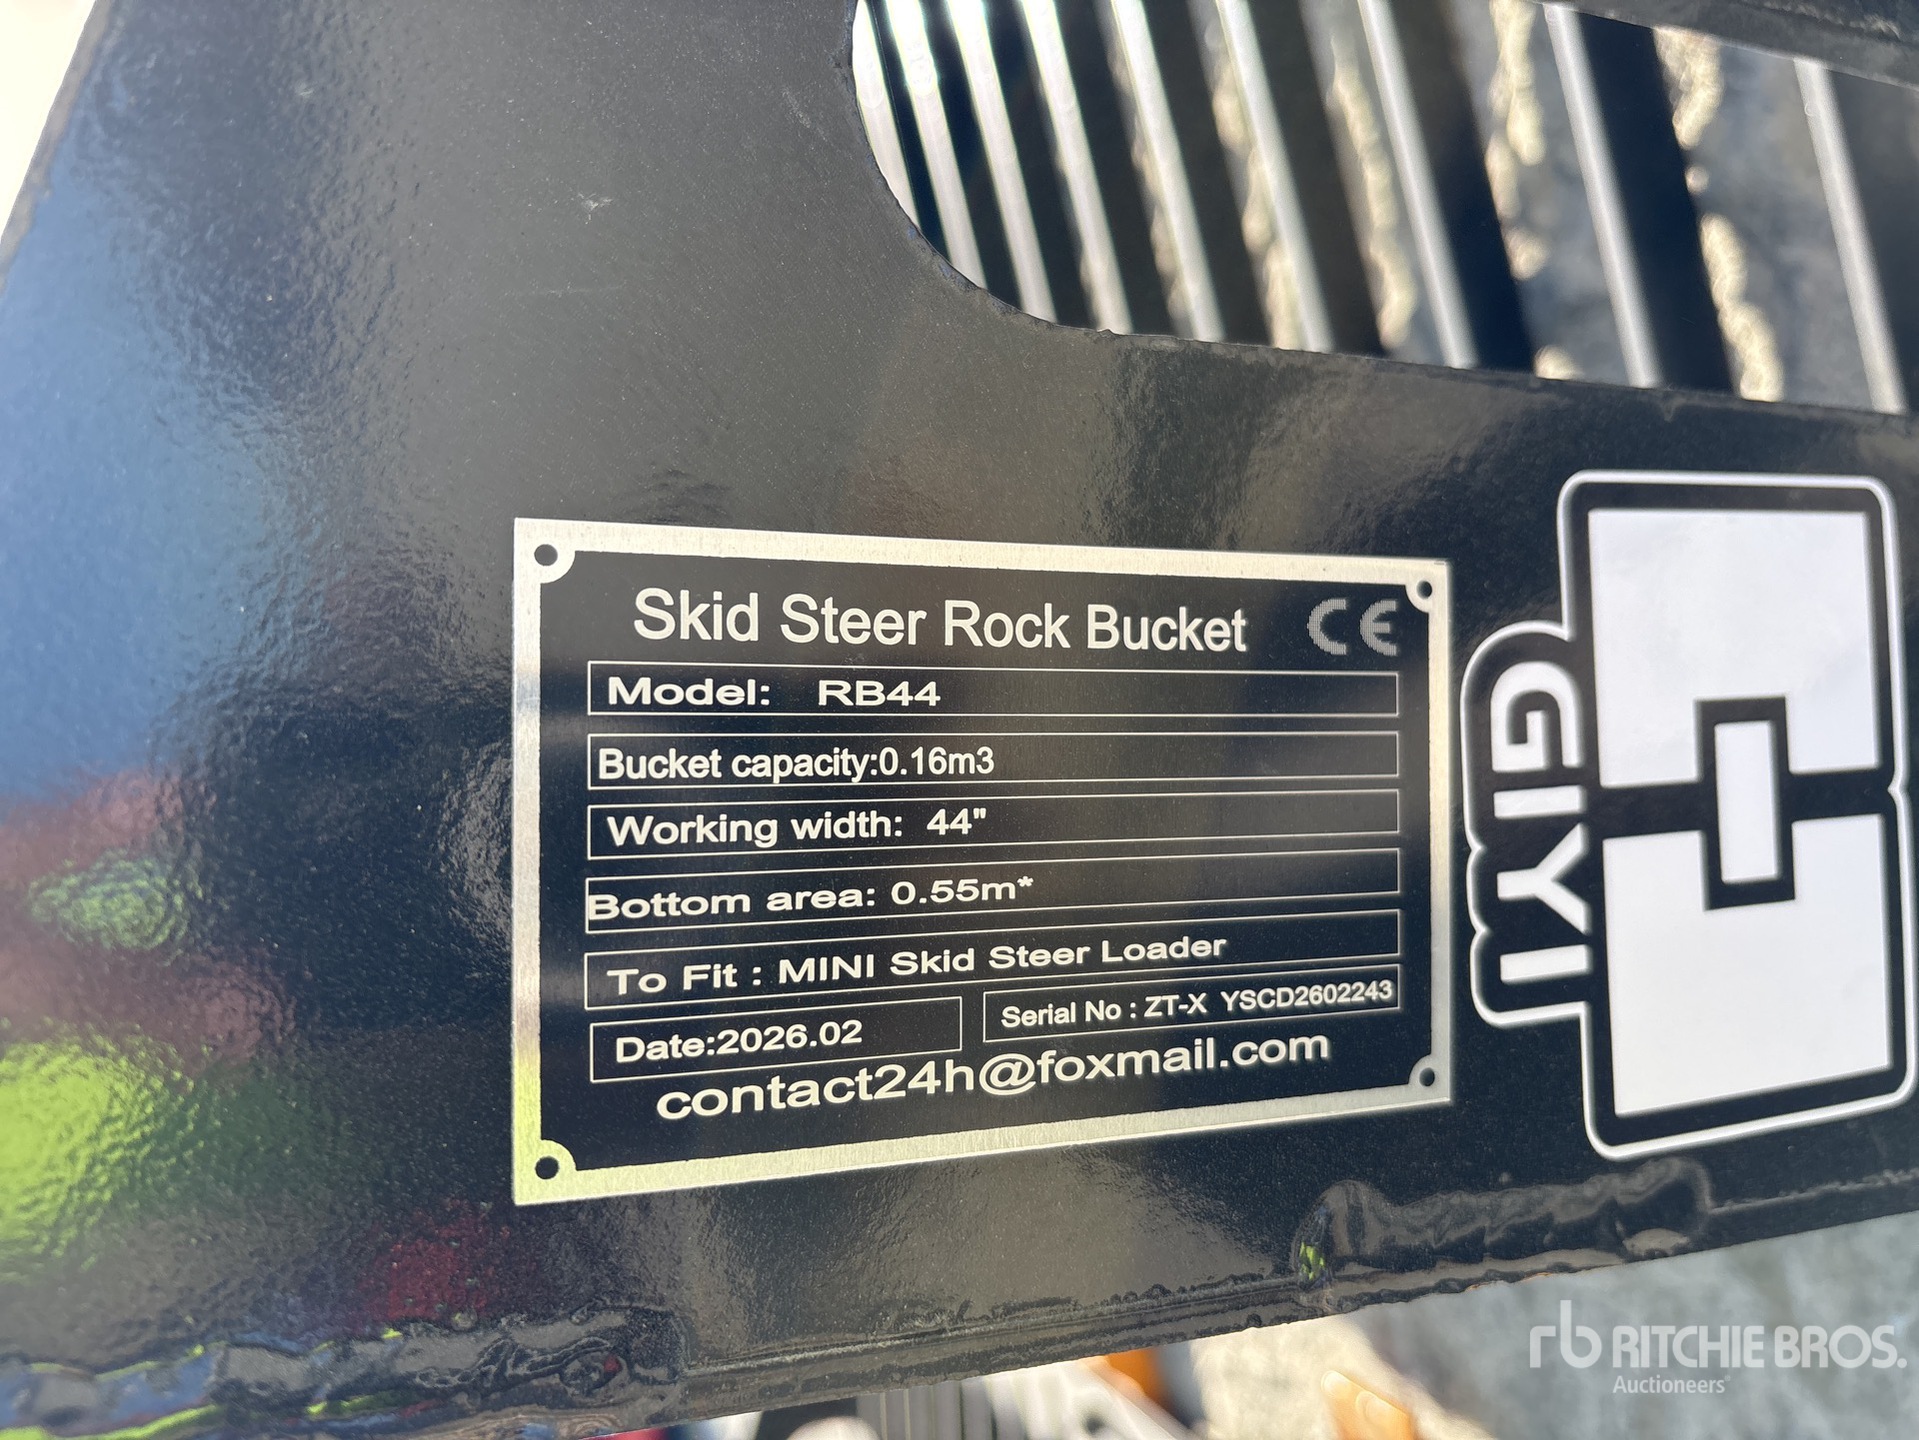 Skid Steer Rock Bucket CE
Model: RB44
Bucket capacity:0.16m3
Working width: 44"
Bottom area: 0.55m*
To Fit : MINI Skid Steer Loader
Date:2026.02
Serial No : ZT-X YSCD2602243
contact24h@foxmail.com
GIYI
rb RITCHIE BROS.
Auctioneers